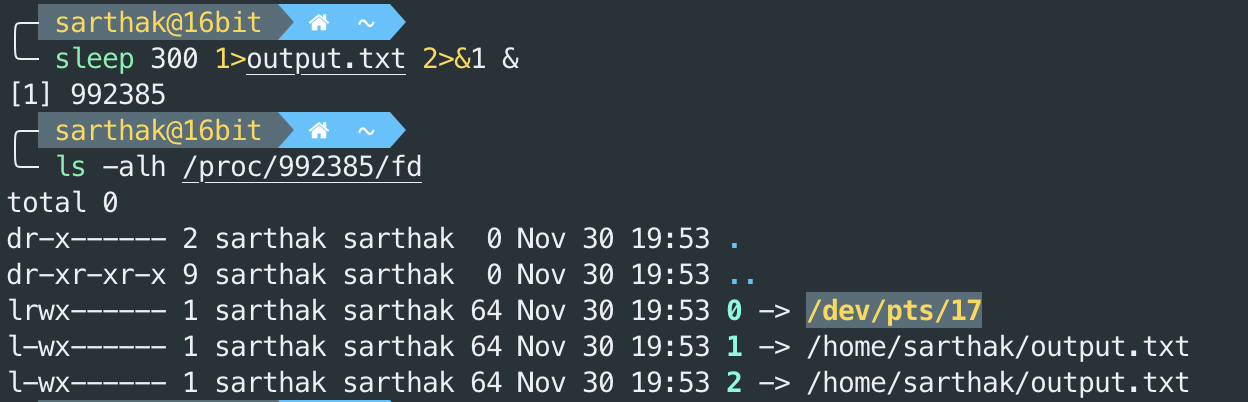 sarthak@16bit ~
sleep 300 1>output.txt 2>&1 &
[1] 992385
sarthak@16bit ~
ls -alh /proc/992385/fd
total 0
dr-x------ 2 sarthak sarthak  0 Nov 30 19:53 .
dr-xr-xr-x 9 sarthak sarthak  0 Nov 30 19:53 ..
lrwx------ 1 sarthak sarthak 64 Nov 30 19:53 0 -> /dev/pts/17
l-wx------ 1 sarthak sarthak 64 Nov 30 19:53 1 -> /home/sarthak/output.txt
l-wx------ 1 sarthak sarthak 64 Nov 30 19:53 2 -> /home/sarthak/output.txt